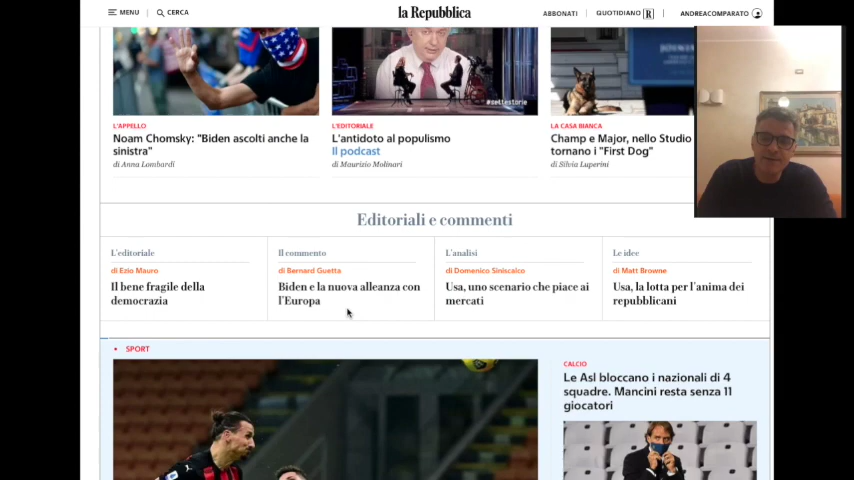 MENU
CERCA
la Repubblica
ABBONATI
QUOTIDIANO R
ANDREACOMPARATO
#settestorie
L'APPELLO
Noam Chomsky: "Biden ascolti anche la
sinistra"
di Anna Lombardi
L'EDITORIALE
L'antidoto al populismo
Il podcast
di Maurizio Molinari
LA CASA BIANCA
Champ e Major, nello Studio
tornano i "First Dog"
di Silvia Luperini
Editoriali e commenti
L'editoriale
di Ezio Mauro
Il bene fragile della
democrazia
Il commento
di Bernard Guetta
Biden e la nuova alleanza con
l'Europa
L'analisi
di Domenico Siniscalco
Usa, uno scenario che piace ai
mercati
Le idee
di Matt Browne
Usa, la lotta per l'anima dei
repubblicani
SPORT
CALCIO
Le Asl bloccano i nazionali di 4
squadre. Mancini resta senza 11
giocatori